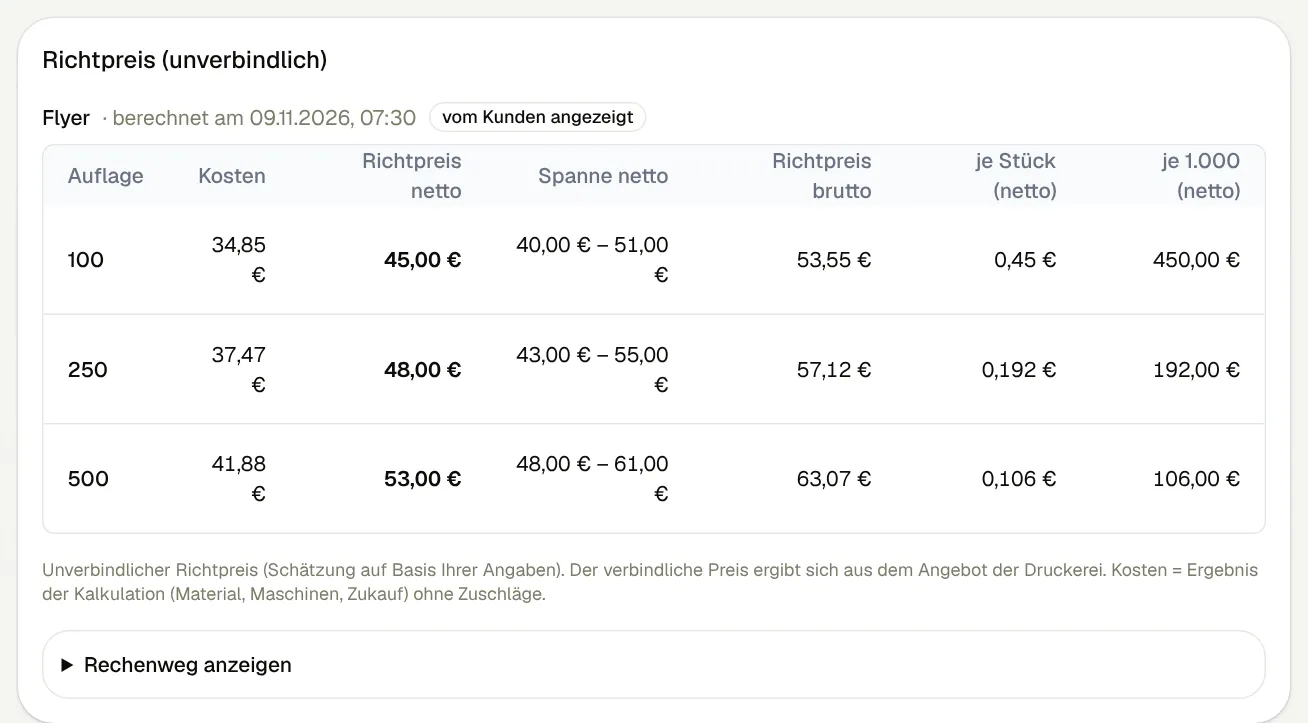 Richtpreis (unverbindlich)
Flyer · berechnet am 09.11.2026, 07:30 vom Kunden angezeigt
Auflage Kosten Richtpreis netto Spanne netto Richtpreis brutto je Stück (netto) je 1.000 (netto)
100 34,85 € 45,00 € 40,00 € – 51,00 € 53,55 € 0,45 € 450,00 €
250 37,47 € 48,00 € 43,00 € – 55,00 € 57,12 € 0,192 € 192,00 €
500 41,88 € 53,00 € 48,00 € – 61,00 € 63,07 € 0,106 € 106,00 €
Unverbindlicher Richtpreis (Schätzung auf Basis Ihrer Angaben). Der verbindliche Preis ergibt sich aus dem Angebot der Druckerei. Kosten = Ergebnis
der Kalkulation (Material, Maschinen, Zukauf) ohne Zuschläge.
Rechenweg anzeigen